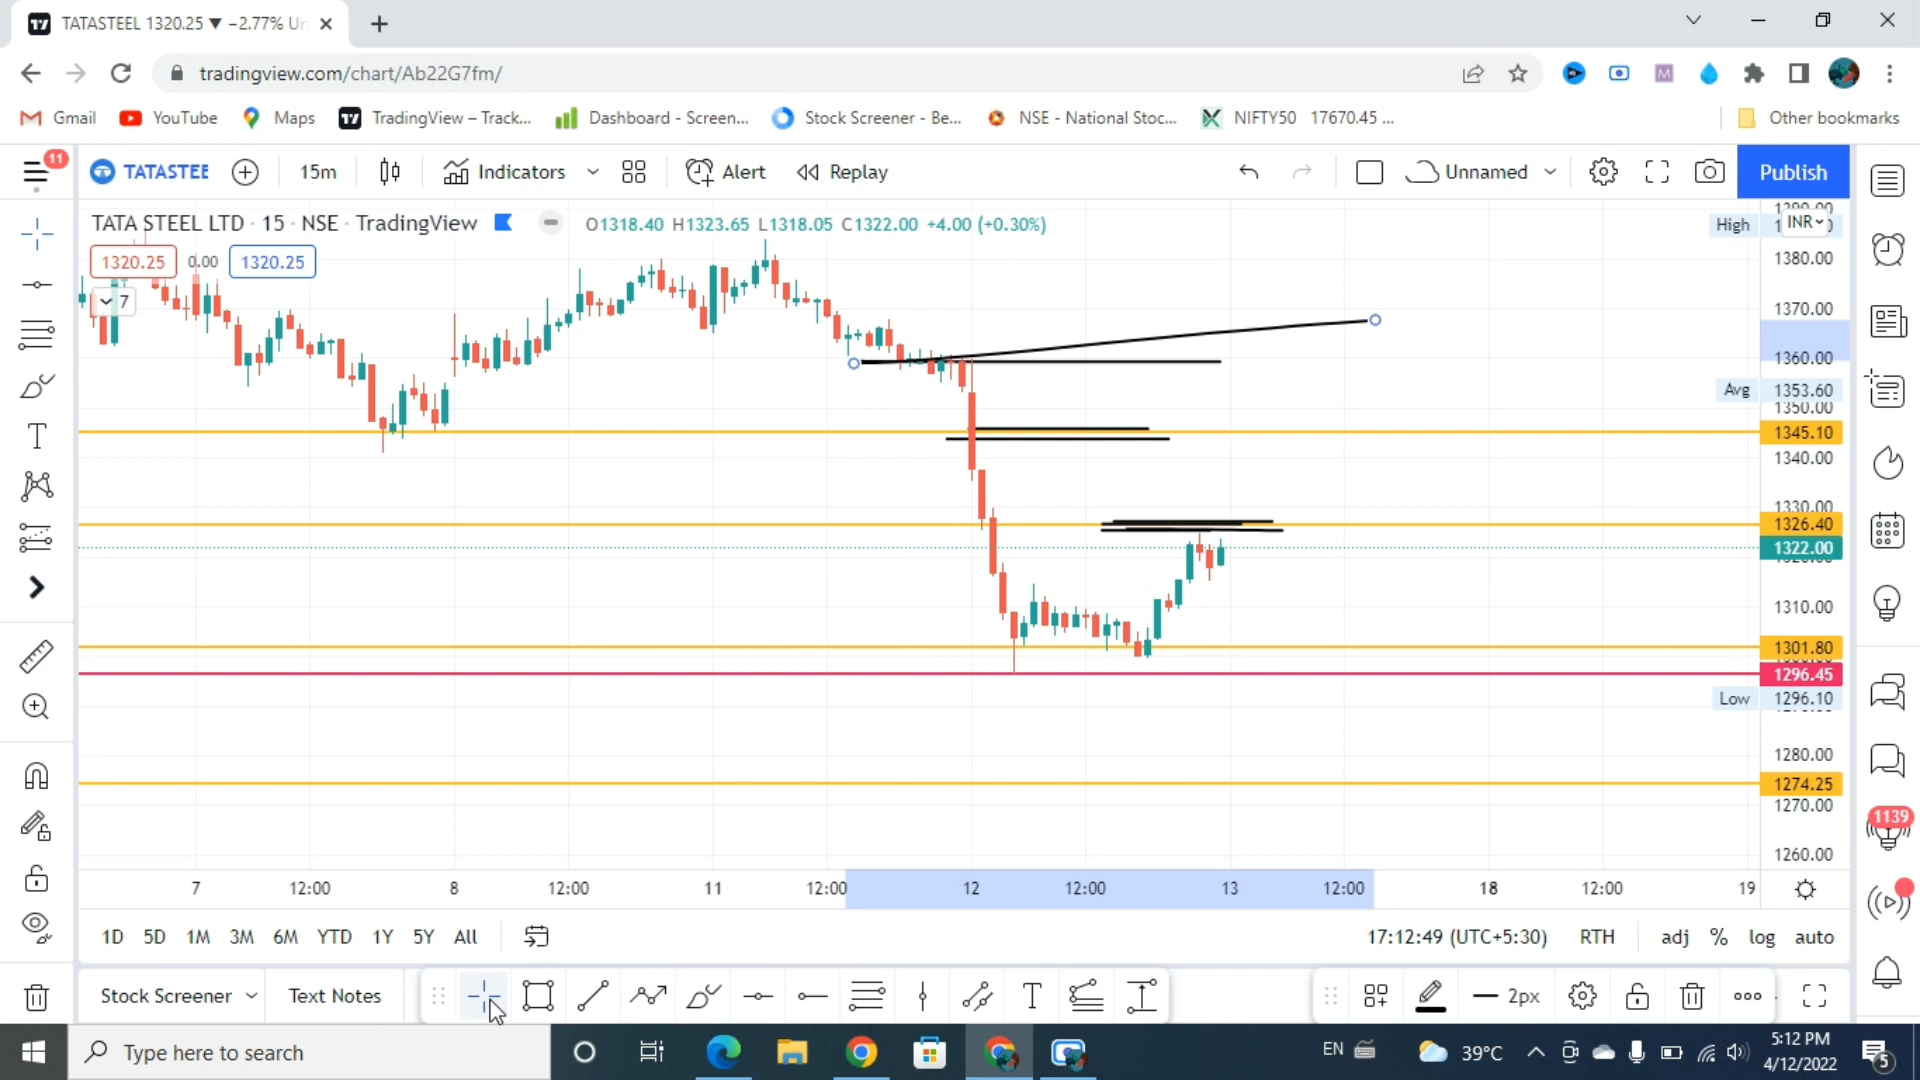 TATASTEEL 1320.25 ▼ −2.77% Un
tradingview.com/chart/Ab22G7fm/
Gmail YouTube Maps TradingView – Track... Dashboard - Screen... Stock Screener - Be... NSE - National Stoc... NIFTY50 17670.45 ... Other bookmarks
11
TATASTEE 15m Indicators Alert Replay Unnamed Publish
TATA STEEL LTD · 15 · NSE · TradingView O1318.40 H1323.65 L1318.05 C1322.00 +4.00 (+0.30%)
High INR
1320.25 0.00 1320.25
7
1380.00
1370.00
1360.00
Avg 1353.60
1350.00
1345.10
1340.00
1330.00
1326.40
1322.00
1310.00
1301.80
1296.45
Low 1296.10
1280.00
1274.25
1270.00
1260.00
1139
7 12:00 8 12:00 11 12:00 12 12:00 13 12:00 18 12:00 19
1D 5D 1M 3M 6M YTD 1Y 5Y All 17:12:49 (UTC+5:30) RTH adj % log auto
Stock Screener Text Notes T 2px
Type here to search EN 39°C 5:12 PM
4/12/2022 5